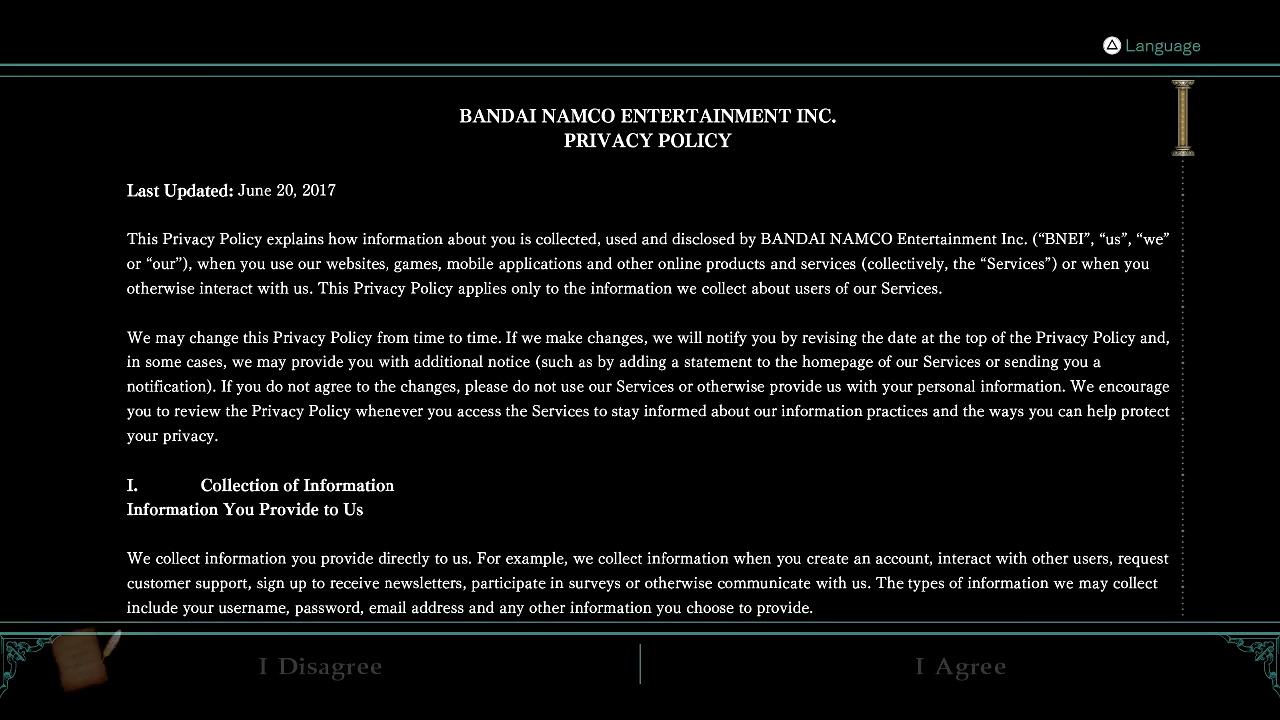 Language
BANDAI NAMCO ENTERTAINMENT INC.
PRIVACY POLICY
Last Updated: June 20, 2017
This Privacy Policy explains how information about you is collected, used and disclosed by BANDAI NAMCO Entertainment Inc. (“BNEI”, “us”, “we”
or “our”), when you use our websites, games, mobile applications and other online products and services (collectively, the “Services”) or when you
otherwise interact with us. This Privacy Policy applies only to the information we collect about users of our Services.
We may change this Privacy Policy from time to time. If we make changes, we will notify you by revising the date at the top of the Privacy Policy and,
in some cases, we may provide you with additional notice (such as by adding a statement to the homepage of our Services or sending you a
notification). If you do not agree to the changes, please do not use our Services or otherwise provide us with your personal information. We encourage
you to review the Privacy Policy whenever you access the Services to stay informed about our information practices and the ways you can help protect
your privacy.
I. Collection of Information
Information You Provide to Us
We collect information you provide directly to us. For example, we collect information when you create an account, interact with other users, request
customer support, sign up to receive newsletters, participate in surveys or otherwise communicate with us. The types of information we may collect
include your username, password, email address and any other information you choose to provide.
I Disagree
I Agree